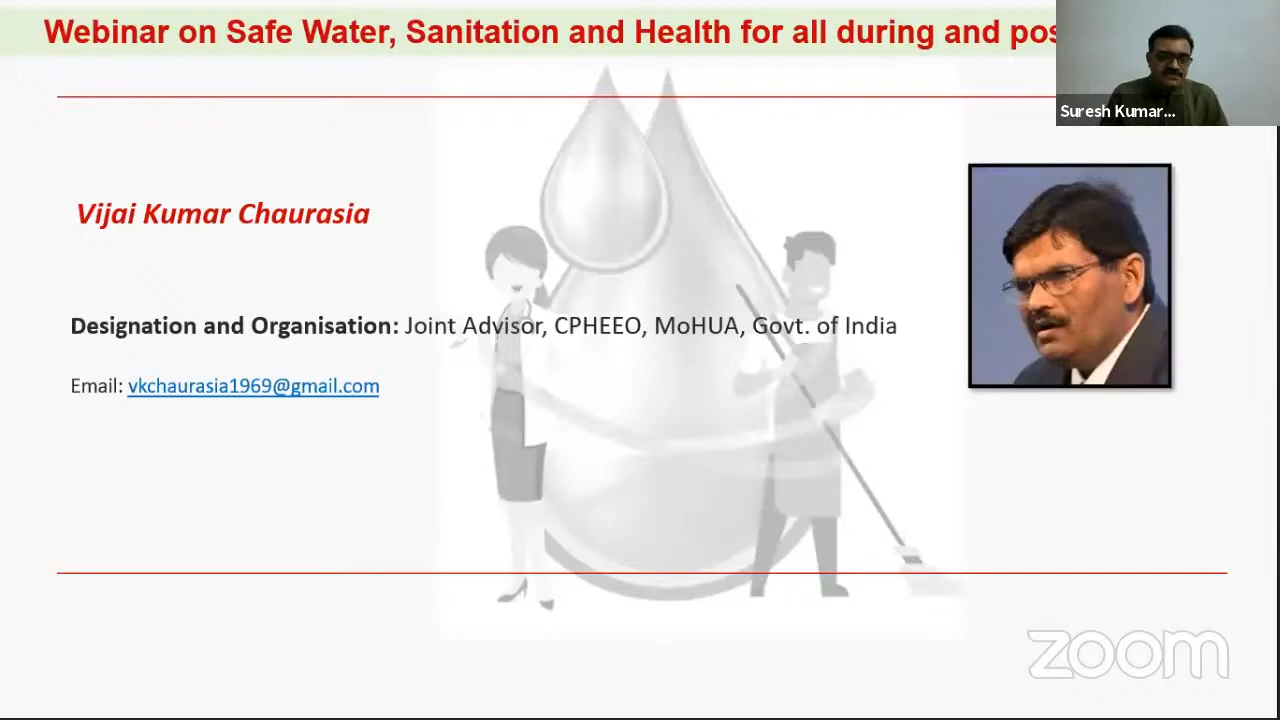 Webinar on Safe Water, Sanitation and Health for all during and pos
Suresh Kumar...
Vijai Kumar Chaurasia
Designation and Organisation: Joint Advisor, CPHEEO, MoHUA, Govt. of India
Email: vkchaurasia1969@gmail.com
zoom